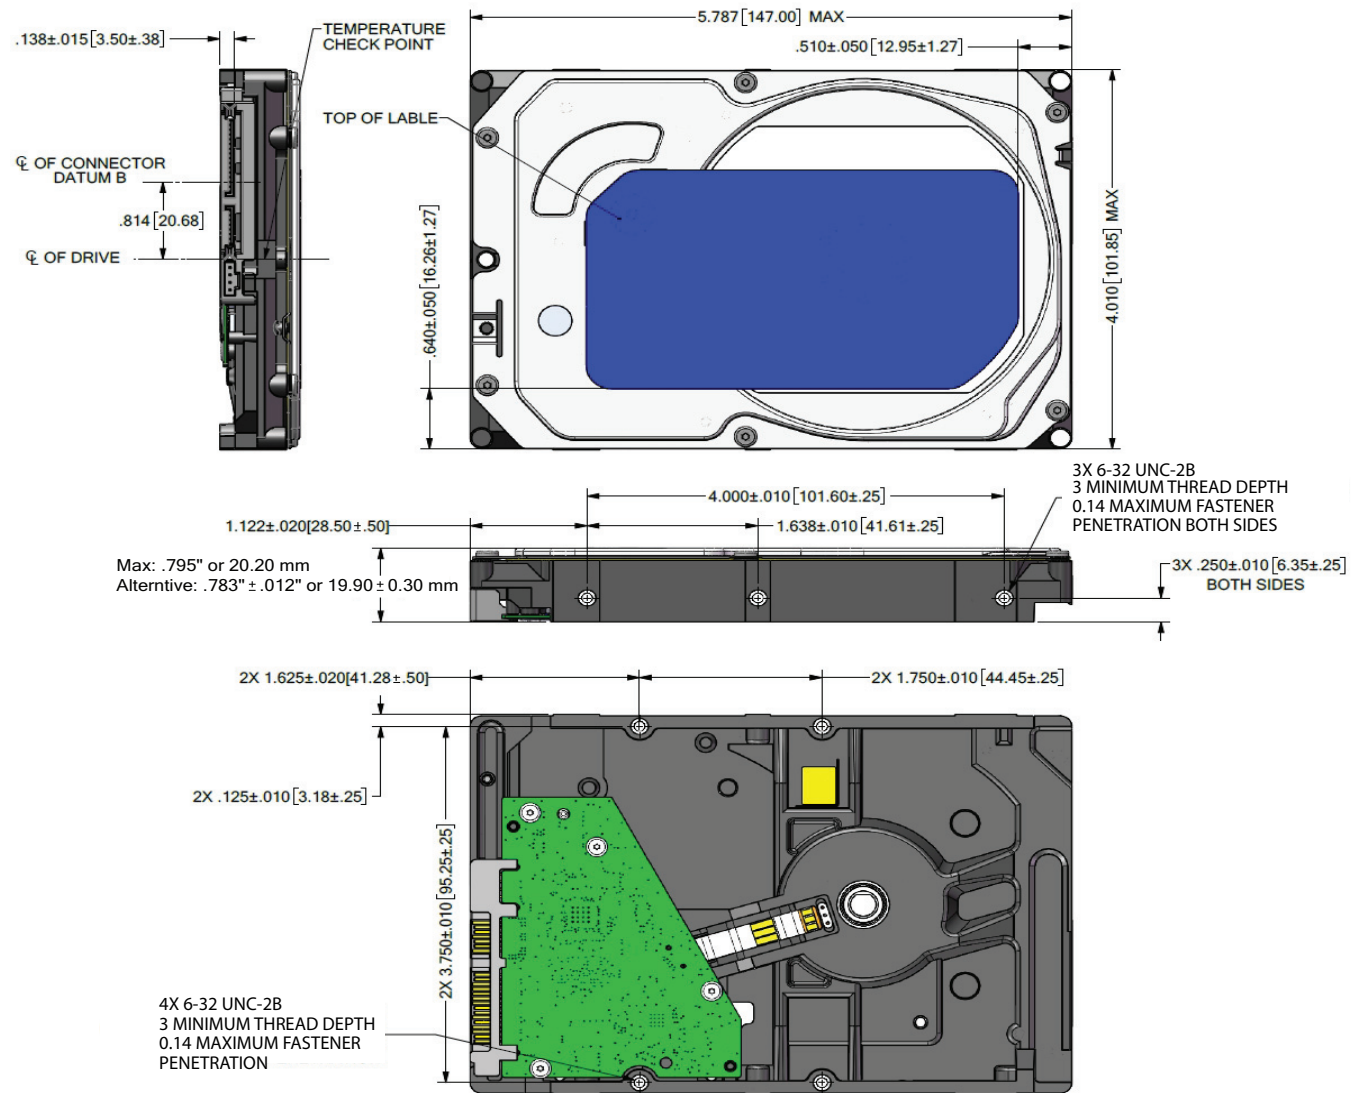 5.787[147.00] MAX
.138±.015[3.50±.38]
TEMPERATURE
CHECK POINT
.510±.050[12.95±1.27]
TOP OF LABLE
℄ OF CONNECTOR
DATUM B
.814[20.68]
℄ OF DRIVE
.640±.050[16.26±1.27]
4.010[101.85] MAX
3X 6-32 UNC-2B
3 MINIMUM THREAD DEPTH
0.14 MAXIMUM FASTENER
PENETRATION BOTH SIDES
4.000±.010[101.60±.25]
1.122±.020[28.50±.50]
1.638±.010[41.61±.25]
Max: .795" or 20.20 mm
Alterntive: .783" ± .012" or 19.90 ± 0.30 mm
3X .250±.010[6.35±.25]
BOTH SIDES
2X 1.625±.020[41.28±.50]
2X 1.750±.010[44.45±.25]
2X .125±.010[3.18±.25]
2X 3.750±.010[95.25±.25]
4X 6-32 UNC-2B
3 MINIMUM THREAD DEPTH
0.14 MAXIMUM FASTENER
PENETRATION